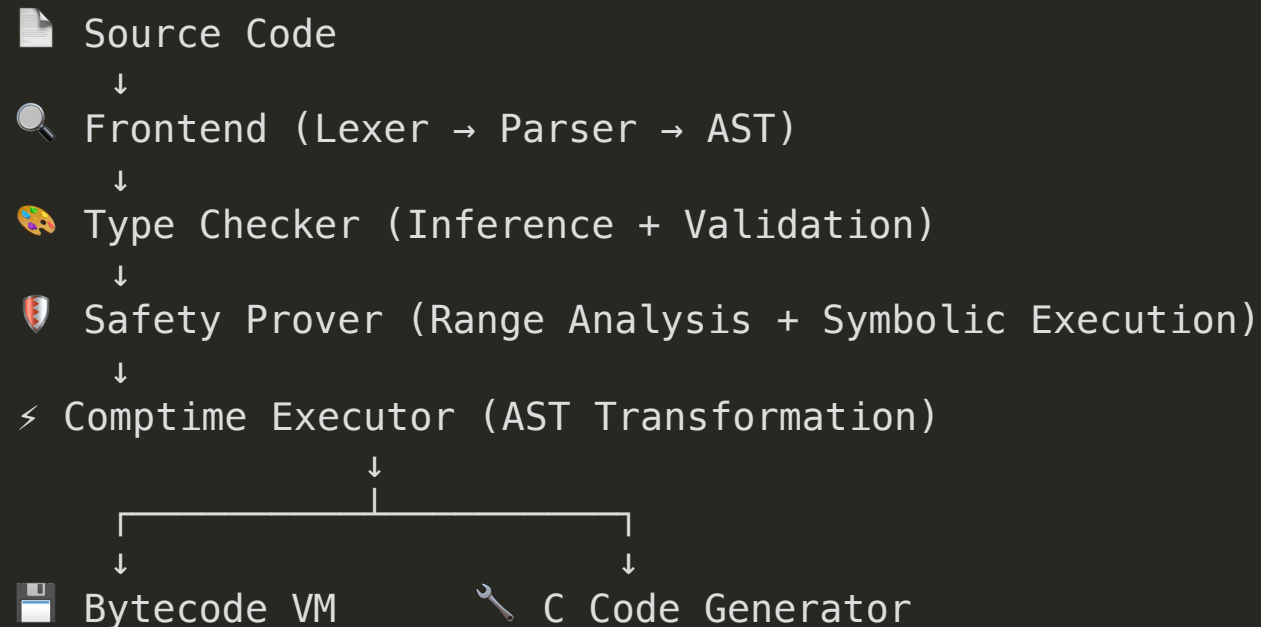 📄 Source Code
↓
🔍 Frontend (Lexer → Parser → AST)
↓
🎨 Type Checker (Inference + Validation)
↓
🛡️ Safety Prover (Range Analysis + Symbolic Execution)
↓
⚡ Comptime Executor (AST Transformation)
↓
↓ ↓
💾 Bytecode VM 🔧 C Code Generator